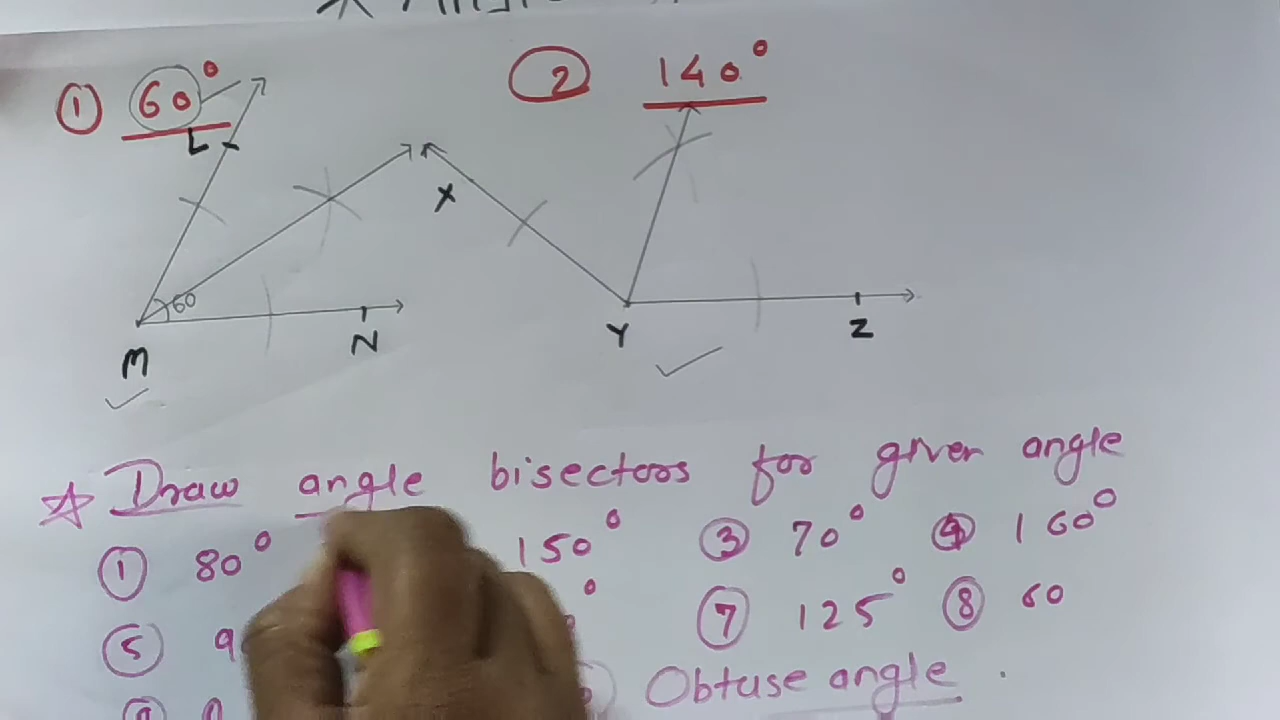 ① 60° ② 140°
L
X
60
M N Y Z
☆ Draw angle bisectors for given angle
① 80° 150° ③ 70° ④ 160°
⑤ ⑦ 125° ⑧ 60
Obtuse angle .